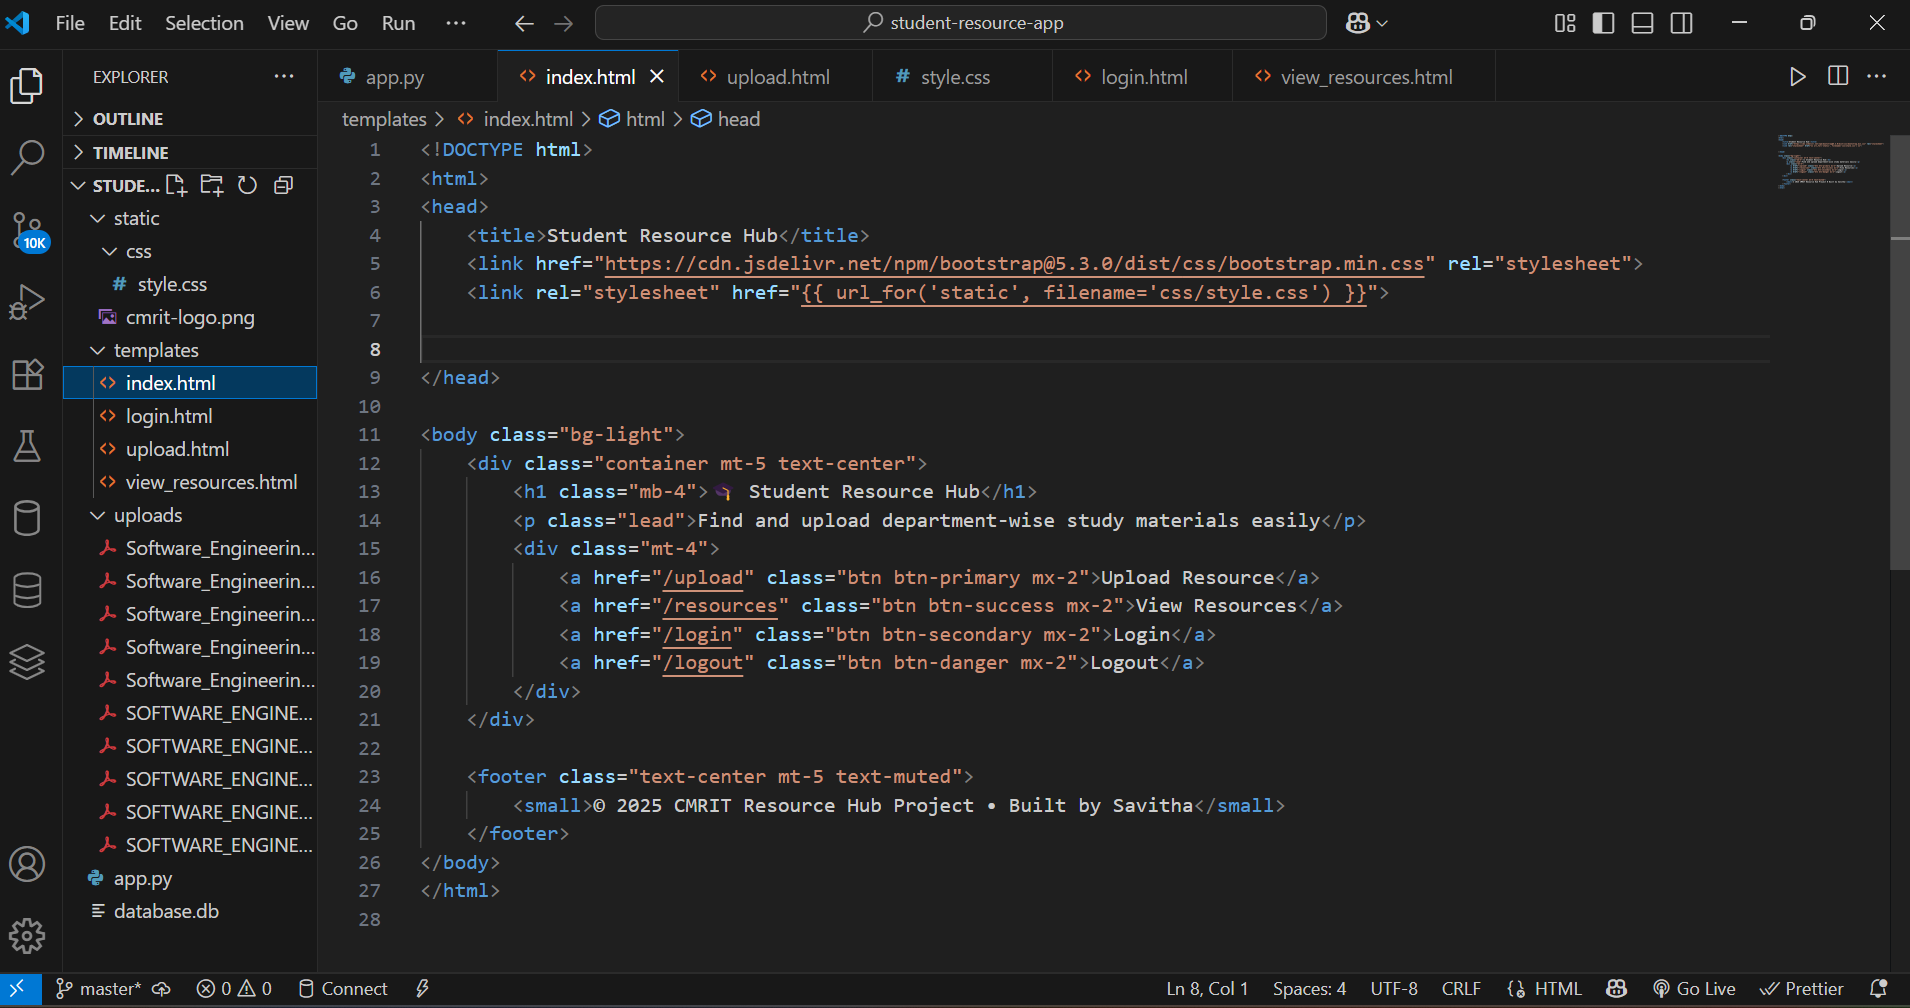 File Edit Selection View Go Run ··· student-resource-app
EXPLORER ···
OUTLINE
TIMELINE
STUDE...
static
css
# style.css
cmrit-logo.png
templates
<> index.html
<> login.html
<> upload.html
<> view_resources.html
uploads
Software_Engineerin...
Software_Engineerin...
Software_Engineerin...
Software_Engineerin...
Software_Engineerin...
SOFTWARE_ENGINE...
SOFTWARE_ENGINE...
SOFTWARE_ENGINE...
SOFTWARE_ENGINE...
SOFTWARE_ENGINE...
app.py
database.db
10K
app.py <> index.html <> upload.html # style.css <> login.html <> view_resources.html ···
templates > <> index.html > html > head
1 <!DOCTYPE html>
2 <html>
3 <head>
4     <title>Student Resource Hub</title>
5     <link href="https://cdn.jsdelivr.net/npm/bootstrap@5.3.0/dist/css/bootstrap.min.css" rel="stylesheet">
6     <link rel="stylesheet" href="{{ url_for('static', filename='css/style.css') }}">
7
8
9 </head>
10
11 <body class="bg-light">
12     <div class="container mt-5 text-center">
13         <h1 class="mb-4">🎓 Student Resource Hub</h1>
14         <p class="lead">Find and upload department-wise study materials easily</p>
15         <div class="mt-4">
16             <a href="/upload" class="btn btn-primary mx-2">Upload Resource</a>
17             <a href="/resources" class="btn btn-success mx-2">View Resources</a>
18             <a href="/login" class="btn btn-secondary mx-2">Login</a>
19             <a href="/logout" class="btn btn-danger mx-2">Logout</a>
20         </div>
21     </div>
22
23     <footer class="text-center mt-5 text-muted">
24         <small>© 2025 CMRIT Resource Hub Project • Built by Savitha</small>
25     </footer>
26 </body>
27 </html>
28
master* 0 0 Connect Ln 8, Col 1 Spaces: 4 UTF-8 CRLF HTML Go Live Prettier